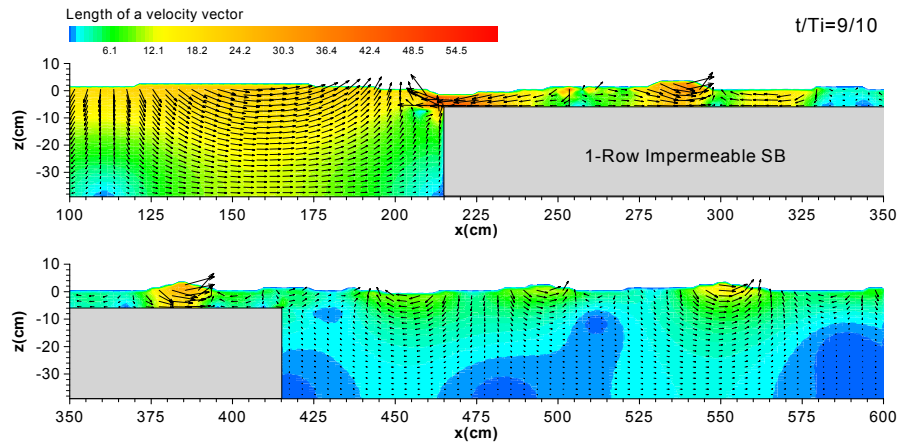 Length of a velocity vector
t/Ti=9/10
6.1 12.1 18.2 24.2 30.3 36.4 42.4 48.5 54.5
z(cm)
10
0
-10
-20
-30
1-Row Impermeable SB
100 125 150 175 200 225 250 275 300 325 350
x(cm)
z(cm)
10
0
-10
-20
-30
350 375 400 425 450 475 500 525 550 575 600
x(cm)